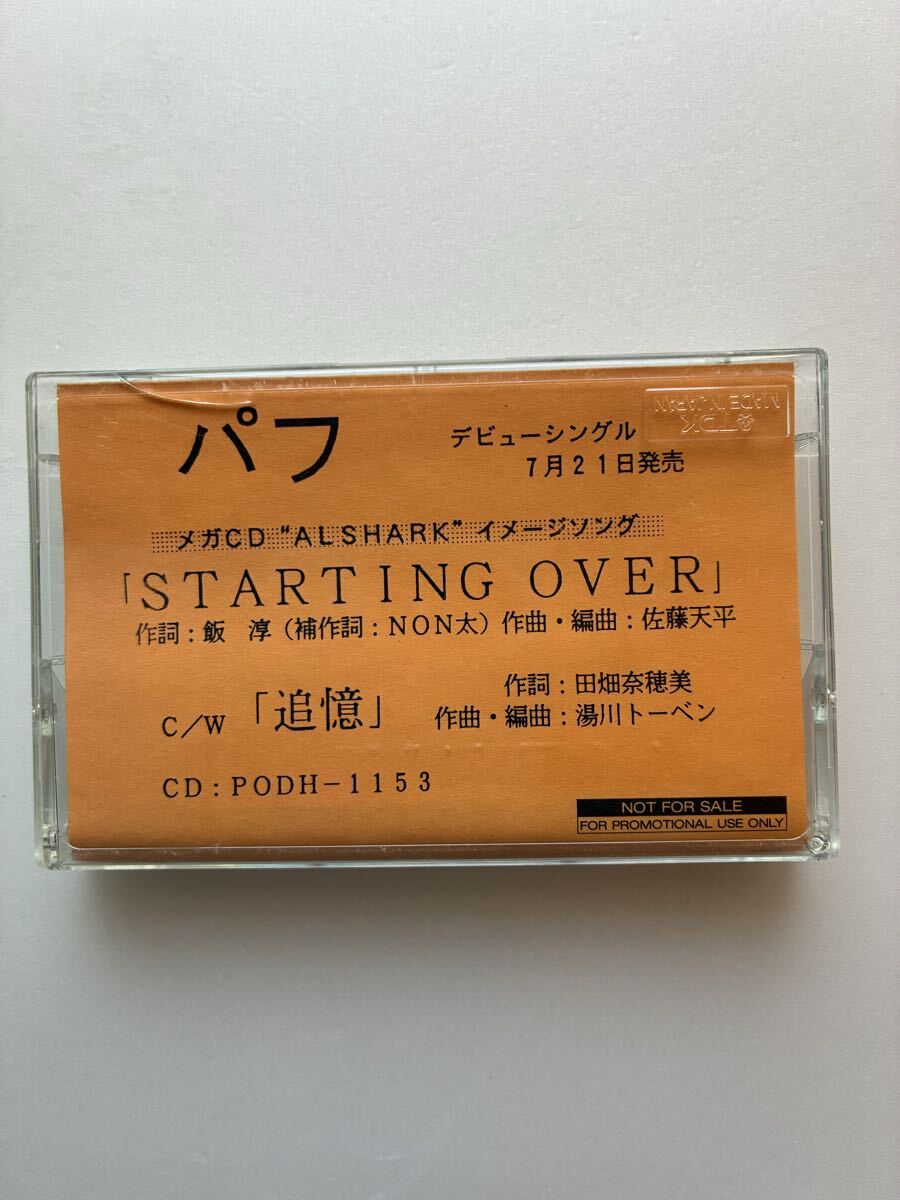 パフ
デビューシングル
7月21日発売
メガCD "ALSHARK" イメージソング
「STARTING OVER」
作詞:飯 淳(補作詞:NON太) 作曲・編曲:佐藤天平
C/W 「追憶」
作詞:田畑奈穂美
作曲・編曲:湯川トーベン
CD:PODH-1153
NOT FOR SALE
FOR PROMOTIONAL USE ONLY
TDK
MADE IN JAPAN